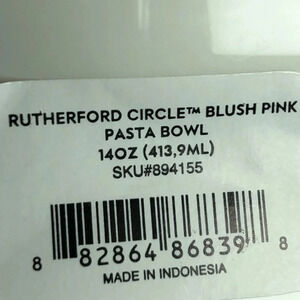 RUTHERFORD CIRCLE™ BLUSH PINK
PASTA BOWL
14OZ (413,9ML)
SKU#894155
8 82864 86839 8
MADE IN INDONESIA